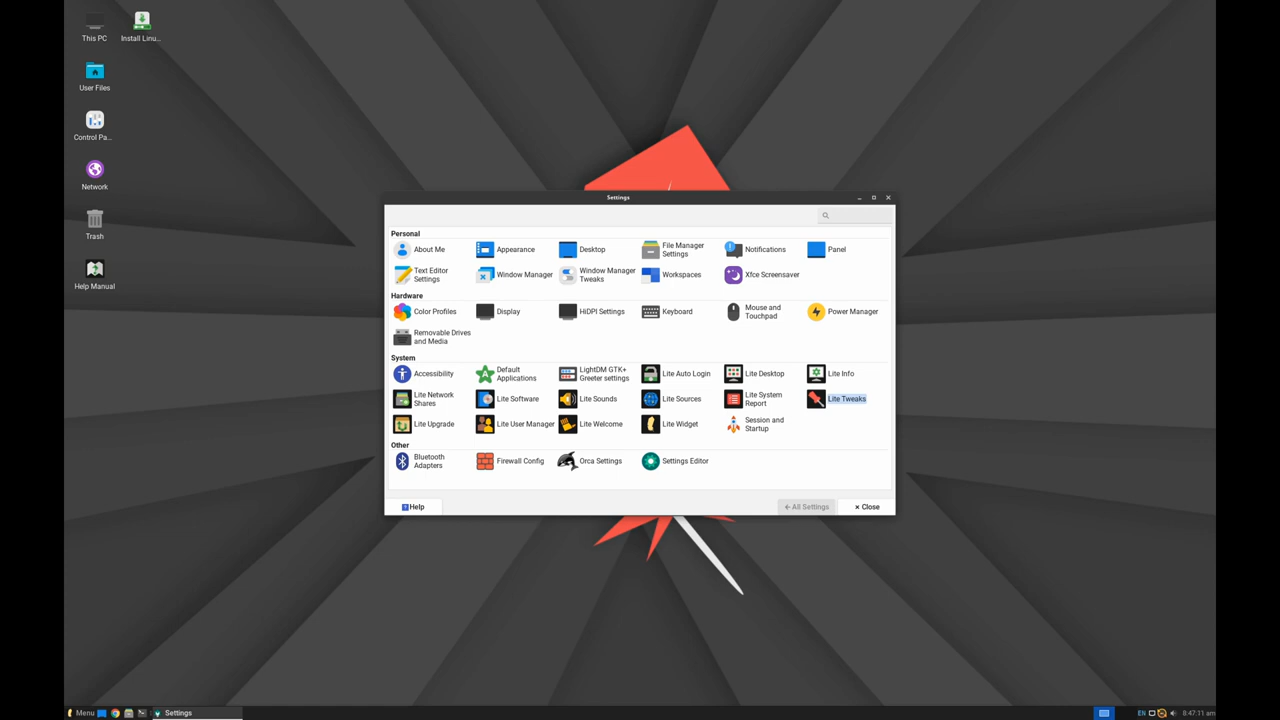 This PC
Install Linu...
User Files
Control Pa...
Network
Trash
Help Manual
Settings
Personal
About Me
Appearance
Desktop
File Manager
Settings
Notifications
Panel
Text Editor
Settings
Window Manager
Window Manager
Tweaks
Workspaces
Xfce Screensaver
Hardware
Color Profiles
Display
HiDPI Settings
Keyboard
Mouse and
Touchpad
Power Manager
Removable Drives
and Media
System
Accessibility
Default
Applications
LightDM GTK+
Greeter settings
Lite Auto Login
Lite Desktop
Lite Info
Lite Network
Shares
Lite Software
Lite Sounds
Lite Sources
Lite System
Report
Lite Tweaks
Lite Upgrade
Lite User Manager
Lite Welcome
Lite Widget
Session and
Startup
Other
Bluetooth
Adapters
Firewall Config
Orca Settings
Settings Editor
Help
All Settings
Close
Menu
Settings
EN
8:47:11 am